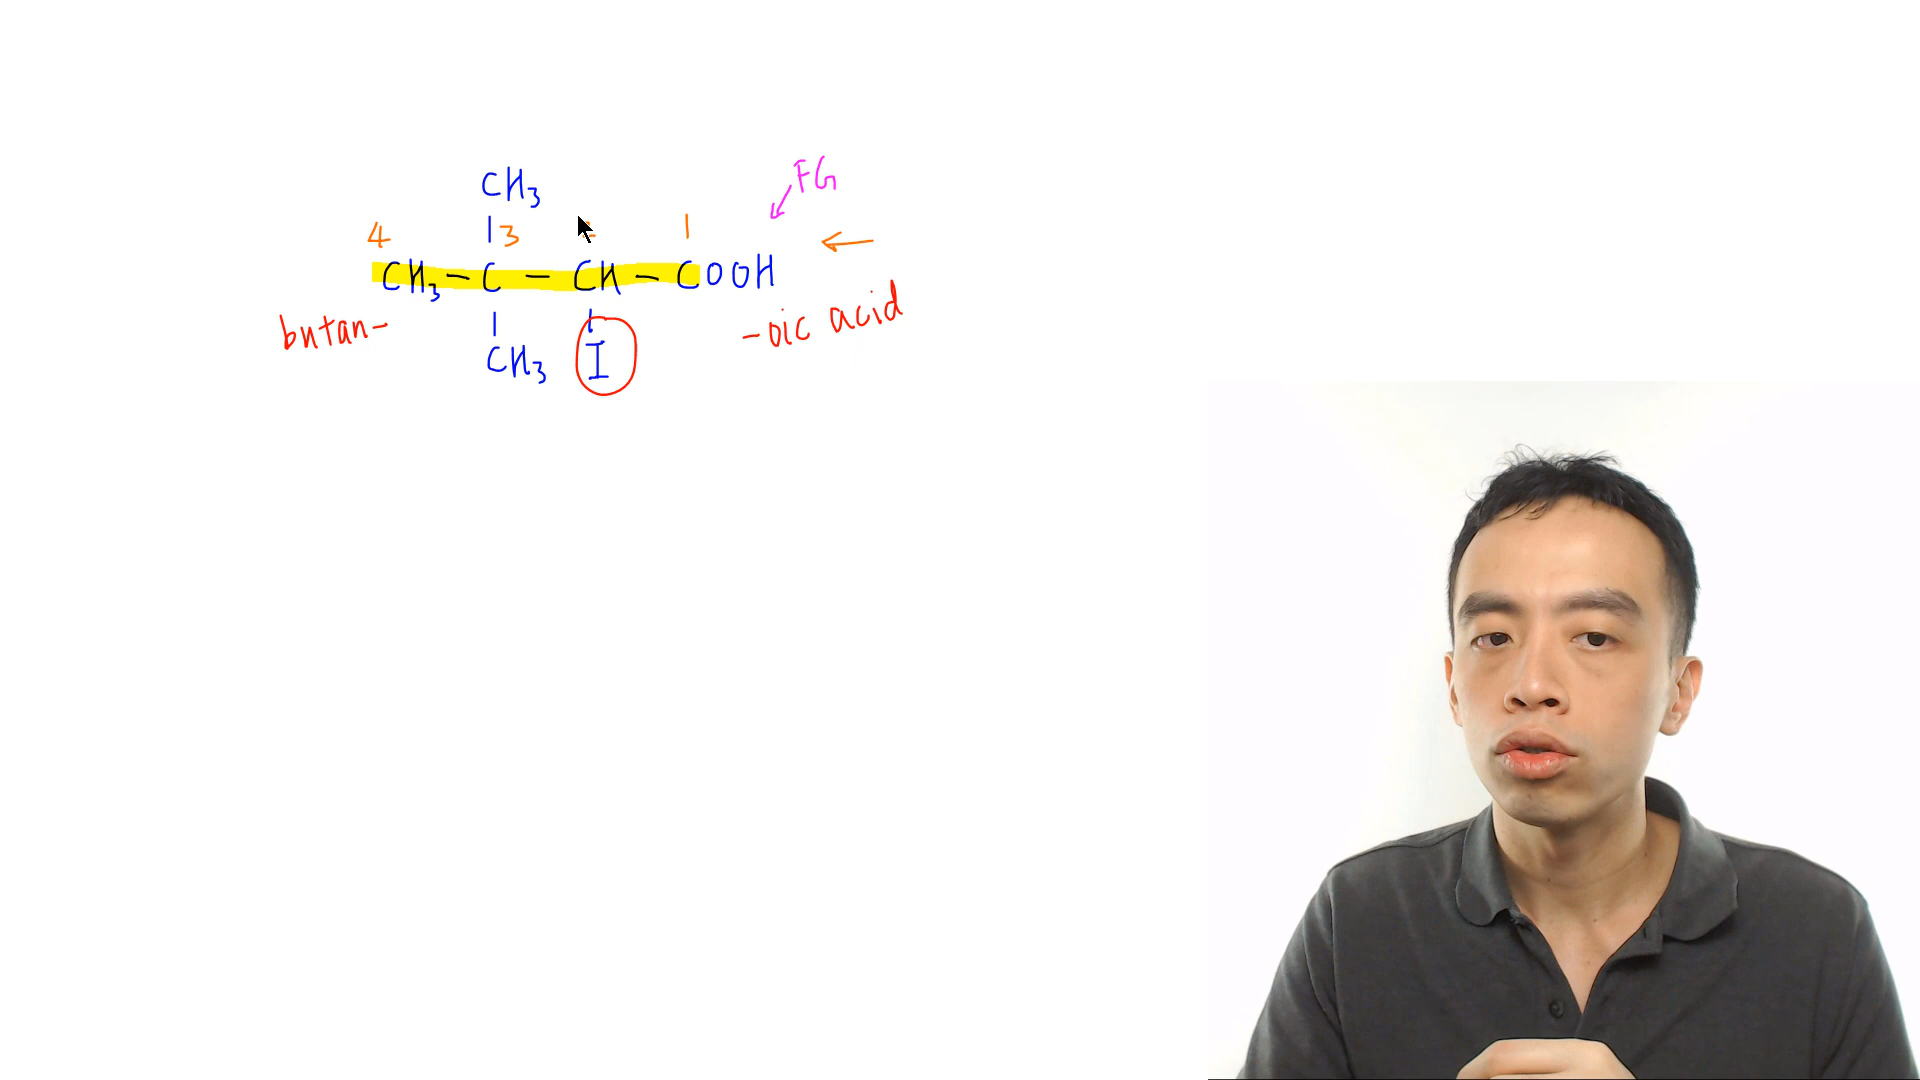 CH3
FG
4 | 3 1
CH3 – C – CH – COOH
butan- | | -oic acid
CH3 I